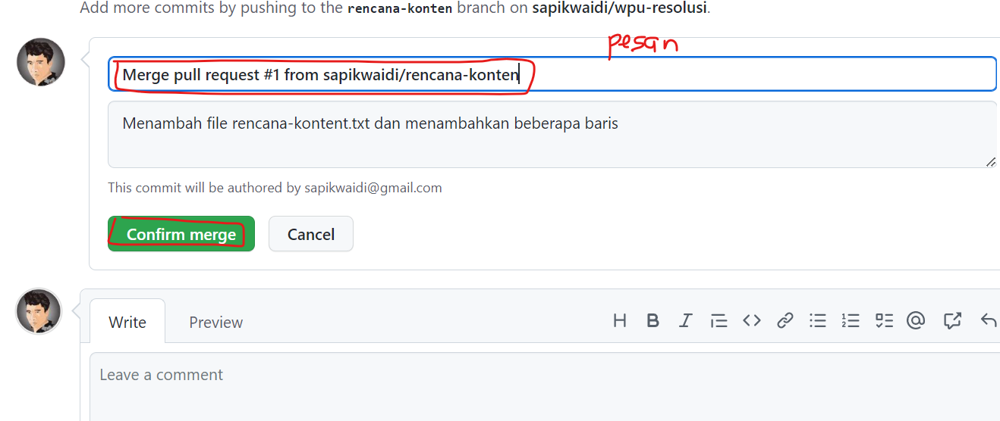 Add more commits by pushing to the rencana-konten branch on sapikwaidi/wpu-resolusi.
pesan
Merge pull request #1 from sapikwaidi/rencana-konten
Menambah file rencana-kontent.txt dan menambahkan beberapa baris
This commit will be authored by sapikwaidi@gmail.com
Confirm merge Cancel
Write Preview
Leave a comment